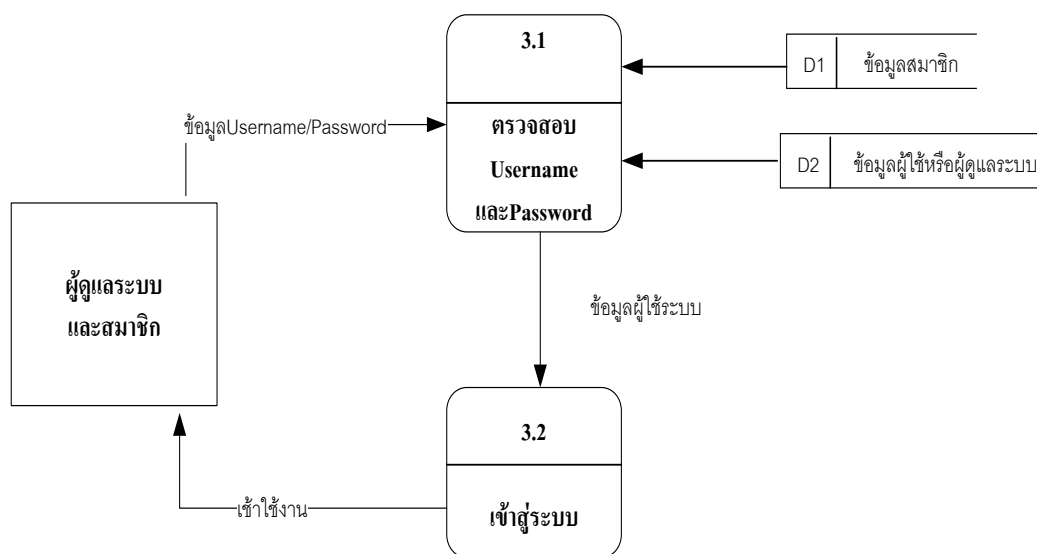 3.1
D1 ข้อมูลสมาชิก
ข้อมูลUsername/Password
ตรวจสอบ
Username
และPassword
D2 ข้อมูลผู้ใช้หรือผู้ดูแลระบบ
ผู้ดูแลระบบ
และสมาชิก
ข้อมูลผู้ใช้ระบบ
3.2
เข้าสู่ระบบ
เช้าใช้งาน